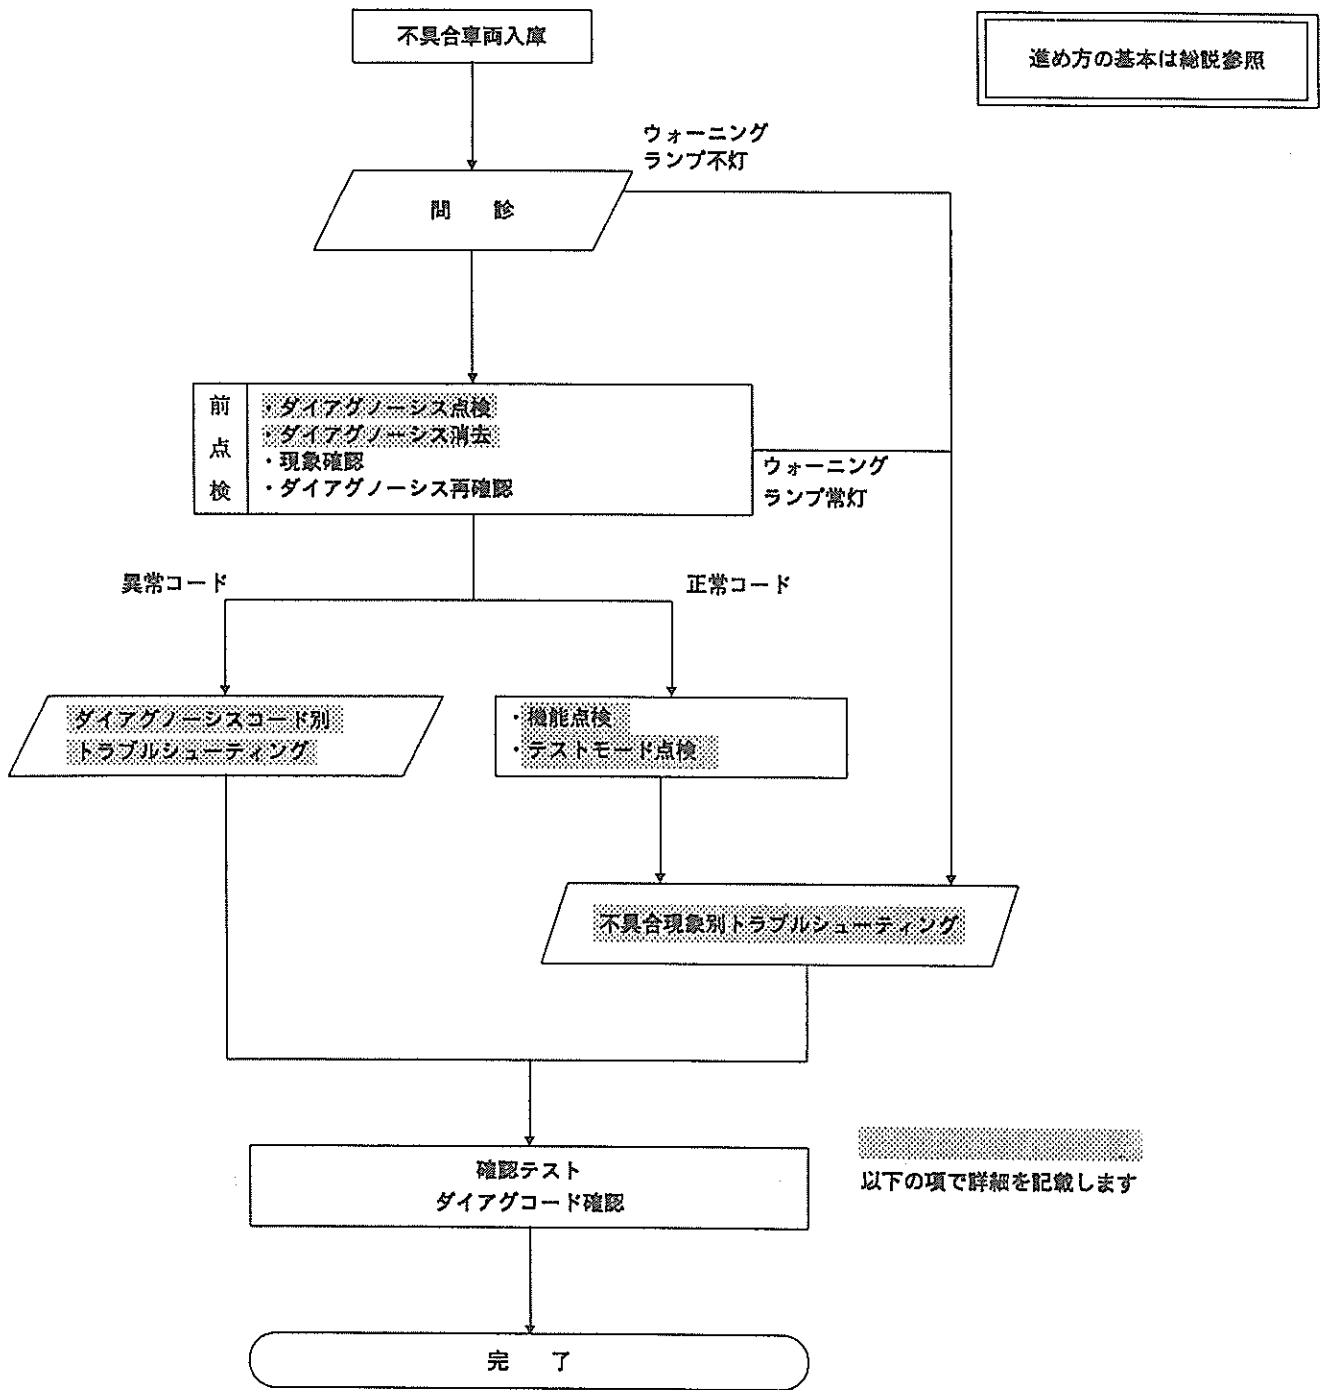 不具合車両入庫
進め方の基本は総説参照
ウォーニング
ランプ不灯
問 診
前点検
・ダイアグノーシス点検
・ダイアグノーシス消去
・現象確認
・ダイアグノーシス再確認
ウォーニング
ランプ常灯
異常コード
正常コード
ダイアグノーシスコード別
トラブルシューティング
・機能点検
・テストモード点検
不具合現象別トラブルシューティング
確認テスト
ダイアグコード確認
以下の項で詳細を記載します
完 了